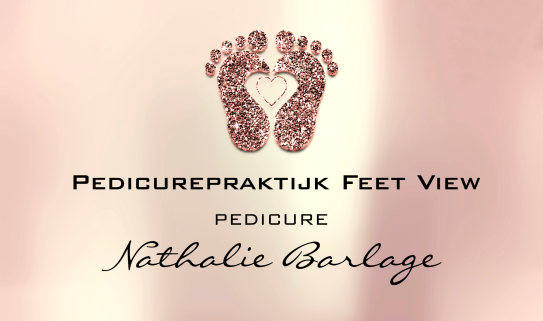 Pedicurepraktijk Feet View
PEDICURE
Nathalie Barlage